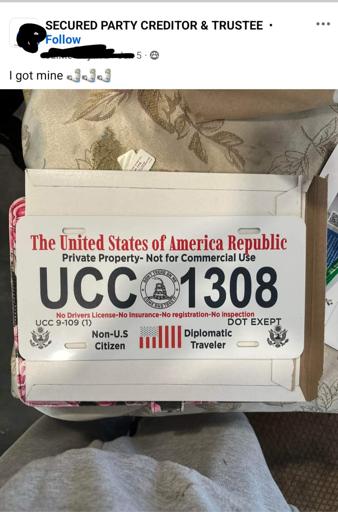 SECURED PARTY CREDITOR & TRUSTEE •
Follow
5 •
I got mine
The United States of America Republic
Private Property- Not for Commercial Use
UCC 1308
No Drivers License-No Insurance-No registration-No inspection
UCC 9-109 (1)
DOT EXEPT
Non-U.S Citizen
Diplomatic Traveler